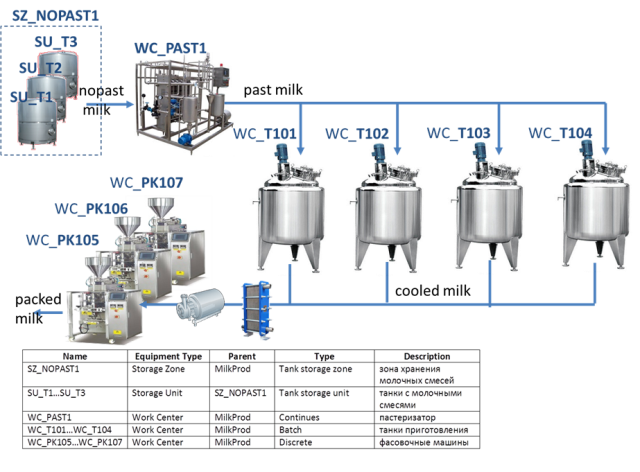 SZ_NOPAST1
SU_T3
SU_T2
SU_T1
nopast
milk
WC_PAST1
past milk
WC_T101
WC_T102
WC_T103
WC_T104
WC_PK107
WC_PK106
WC_PK105
packed
milk
cooled milk
Name Equipment Type Parent Type Description
SZ_NOPAST1 Storage Zone MilkProd Tank storage zone зона хранения
молочных смесей
SU_T1...SU_T3 Storage Unit SZ_NOPAST1 Tank storage unit танки с молочными
смесями
WC_PAST1 Work Center MilkProd Continues пастеризатор
WC_T101...WC_T104 Work Center MilkProd Batch танки приготовления
WC_PK105...WC_PK107 Work Center MilkProd Discrete фасовочные машины